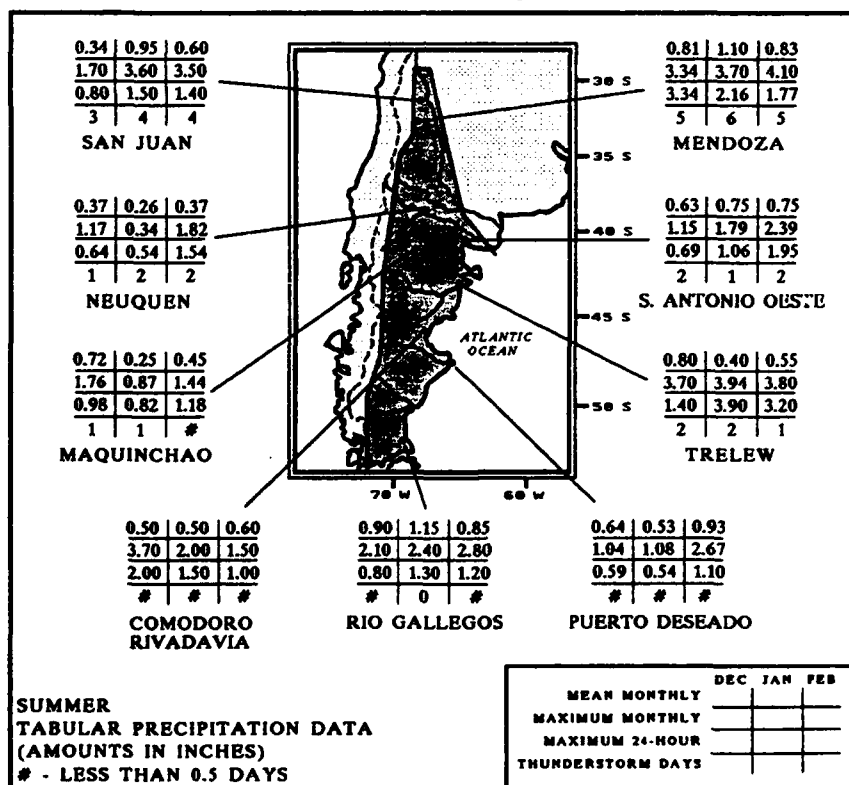 0.34 0.95 0.60
1.70 3.60 3.50
0.80 1.50 1.40
3 4 4
SAN JUAN
0.81 1.10 0.83
3.34 3.70 4.10
3.34 2.16 1.77
5 6 5
MENDOZA
0.37 0.26 0.37
1.17 0.34 1.82
0.64 0.54 1.54
1 2 2
NEUQUEN
0.63 0.75 0.75
1.15 1.79 2.39
0.69 1.06 1.95
2 1 2
S. ANTONIO OESTE
0.72 0.25 0.45
1.76 0.87 1.44
0.98 0.82 1.18
1 1 #
MAQUINCHAO
0.80 0.40 0.55
3.70 3.94 3.80
1.40 3.90 3.20
2 2 1
TRELEW
30 S
35 S
40 S
45 S
50 S
ATLANTIC
OCEAN
70 W 60 W
0.50 0.50 0.60
3.70 2.00 1.50
2.00 1.50 1.00
# # #
COMODORO
RIVADAVIA
0.90 1.15 0.85
2.10 2.40 2.80
0.80 1.30 1.20
# 0 #
RIO GALLEGOS
0.64 0.53 0.93
1.04 1.08 2.67
0.59 0.54 1.10
# # #
PUERTO DESEADO
SUMMER
TABULAR PRECIPITATION DATA
(AMOUNTS IN INCHES)
# - LESS THAN 0.5 DAYS
DEC JAN FEB
MEAN MONTHLY
MAXIMUM MONTHLY
MAXIMUM 24-HOUR
THUNDERSTORM DAYS